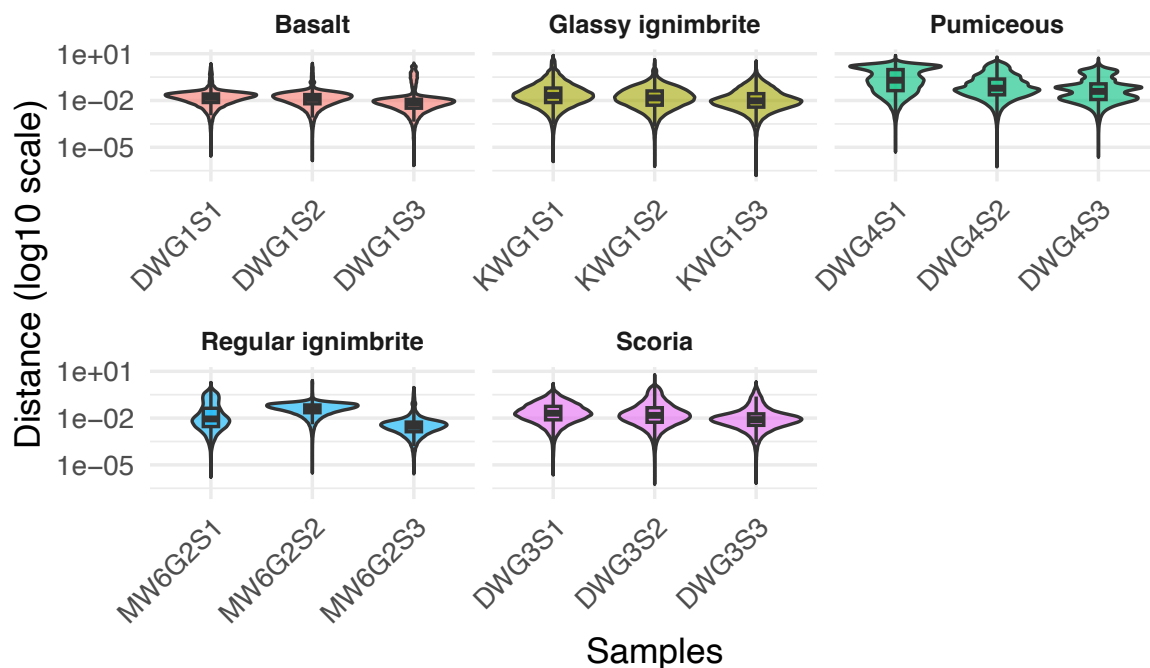 Basalt
Glassy ignimbrite
Pumiceous
1e+01
1e−02
1e−05
DWG1S1
DWG1S2
DWG1S3
KWG1S1
KWG1S2
KWG1S3
DWG4S1
DWG4S2
DWG4S3
Distance (log10 scale)
Regular ignimbrite
Scoria
1e+01
1e−02
1e−05
MW6G2S1
MW6G2S2
MW6G2S3
DWG3S1
DWG3S2
DWG3S3
Samples